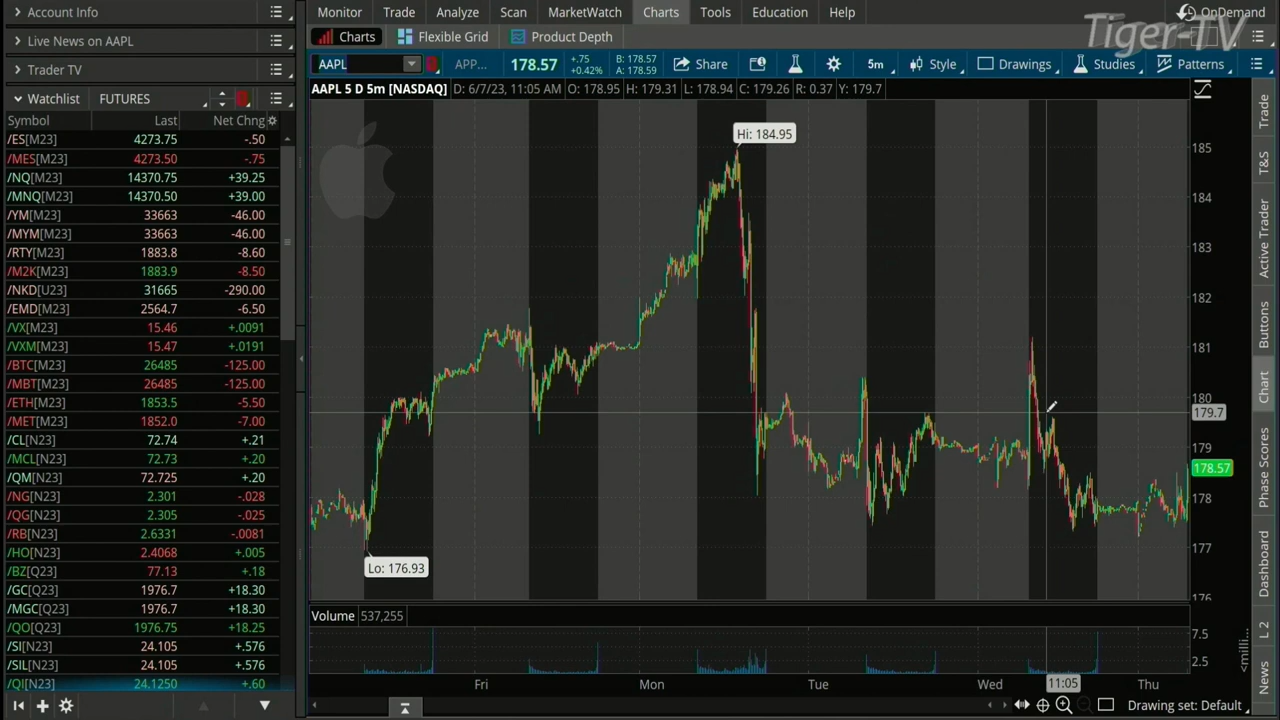 Account Info
Live News on AAPL
Trader TV
Watchlist FUTURES
Symbol Last Net Chng
/ES[M23] 4273.75 -.50
/MES[M23] 4273.50 -.75
/NQ[M23] 14370.75 +39.25
/MNQ[M23] 14370.50 +39.00
/YM[M23] 33663 -46.00
/MYM[M23] 33663 -46.00
/RTY[M23] 1883.8 -8.60
/M2K[M23] 1883.9 -8.50
/NKD[U23] 31665 -290.00
/EMD[M23] 2564.7 -6.50
/VX[M23] 15.46 +.0091
/VXM[M23] 15.47 +.0191
/BTC[M23] 26485 -125.00
/MBT[M23] 26485 -125.00
/ETH[M23] 1853.5 -5.50
/MET[M23] 1852.0 -7.00
/CL[N23] 72.74 +.21
/MCL[N23] 72.73 +.20
/QM[N23] 72.725 +.20
/NG[N23] 2.301 -.028
/QG[N23] 2.305 -.025
/RB[N23] 2.6331 -.0081
/HO[N23] 2.4068 +.005
/BZ[Q23] 77.13 +.18
/GC[Q23] 1976.7 +18.30
/MGC[Q23] 1976.7 +18.30
/QO[Q23] 1976.75 +18.25
/SI[N23] 24.105 +.576
/SIL[N23] 24.105 +.576
/QI[N23] 24.1250 +.60
Monitor Trade Analyze Scan MarketWatch Charts Tools Education Help
OnDemand
Tiger-TV
Charts Flexible Grid Product Depth
AAPL APP... 178.57 +.75 +0.42% B: 178.57 A: 178.59 Share 5m Style Drawings Studies Patterns
AAPL 5 D 5m [NASDAQ] D: 6/7/23, 11:05 AM O: 178.95 H: 179.31 L: 178.94 C: 179.26 R: 0.37 Y: 179.7
Hi: 184.95
185
184
183
182
181
180
179.7
179
178.57
178
177
176
Lo: 176.93
Volume 537,255
7.5
2.5
<milli...
Fri Mon Tue Wed 11:05 Thu
Drawing set: Default
Trade
T&S
Active Trader
Buttons
Chart
Phase Scores
Dashboard
L 2
News